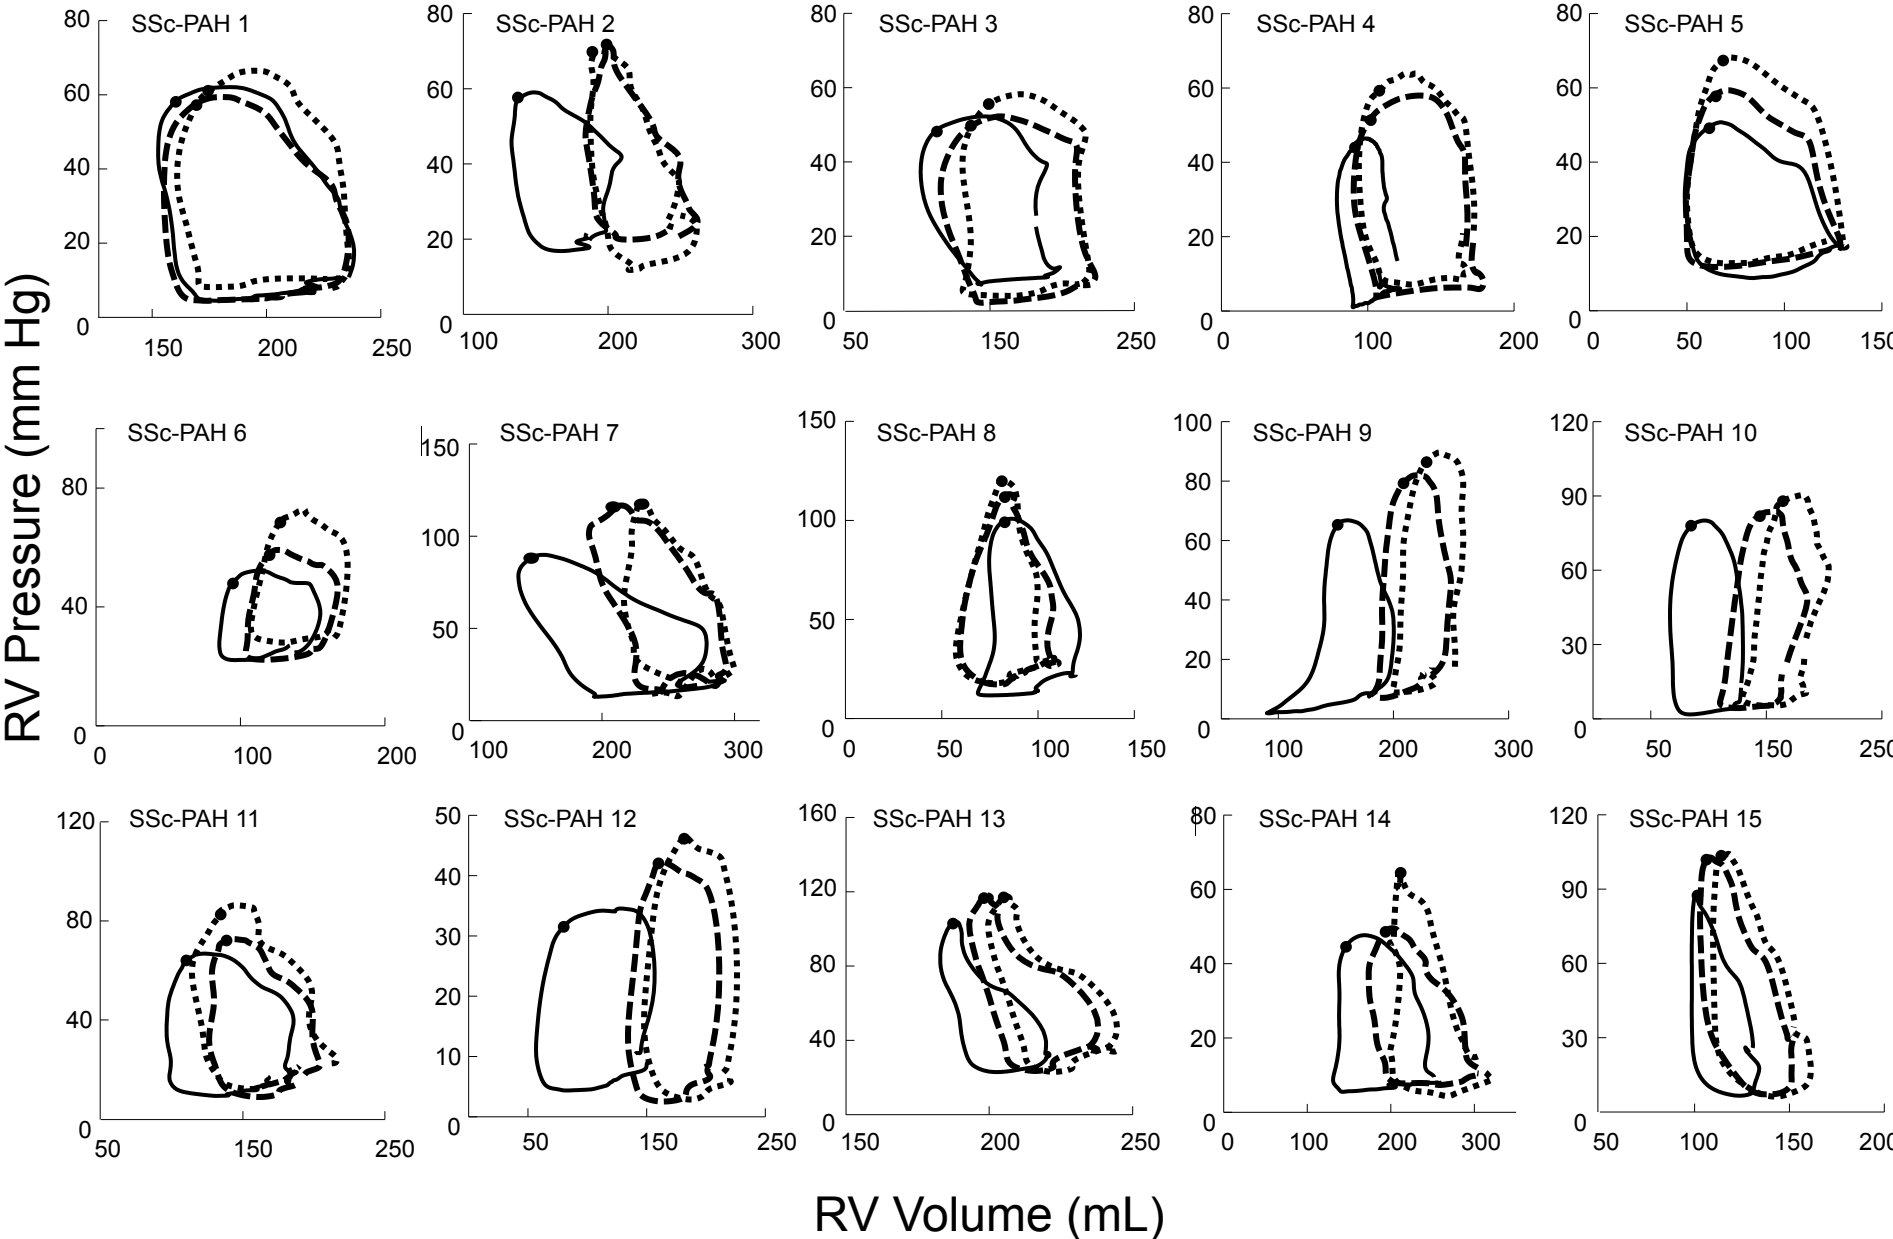 RV Pressure (mm Hg)
SSc-PAH 1 SSc-PAH 2 SSc-PAH 3 SSc-PAH 4 SSc-PAH 5
80 80 80 80 80
60 60 60 60 60
40 40 40 40 40
20 20 20 20 20
0 0 0 0 0
150 200 250 100 200 300 50 150 250 0 100 200 0 50 100 150
SSc-PAH 6 SSc-PAH 7 SSc-PAH 8 SSc-PAH 9 SSc-PAH 10
150 150 100 120
80 100 100 80 90
60 60
40 50 50 40 30
20
0 0 0 0 0
0 100 200 100 200 300 0 50 100 150 100 200 300 50 150 250
SSc-PAH 11 SSc-PAH 12 SSc-PAH 13 SSc-PAH 14 SSc-PAH 15
120 50 160 80 120
80 40 120 60 90
30 80 40 60
40 20 40 20 30
10
0 0 0 0 0
50 150 250 50 150 250 150 200 250 0 100 200 300 50 100 150 200
RV Volume (mL)